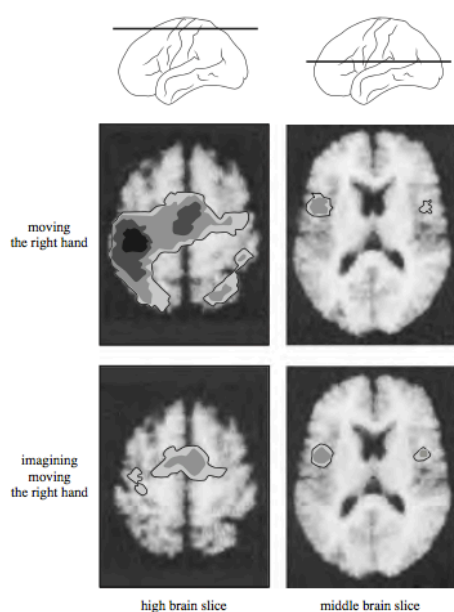 moving
the right hand
imagining
moving
the right hand
high brain slice
middle brain slice